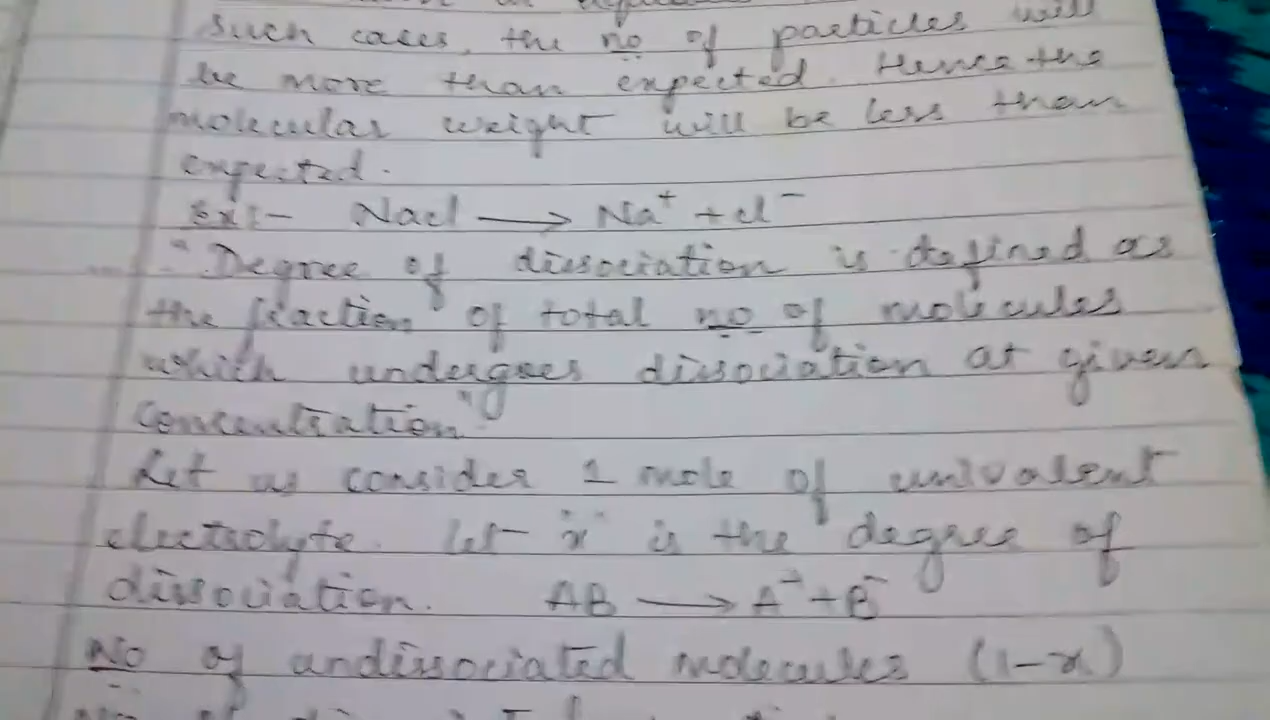 such cases, the no of particles will
be more than expected. Hence the
molecular weight will be less than
expected.
Ex:- Nacl ⟶ Na⁺ + cl⁻
"Degree of dissociation is defined as
the fraction of total no of molecules
which undergoes dissociation at given
concentration"
Let us consider 1 mole of univalent
electrolyte. let "x" is the degree of
dissociation. AB ⟶ A⁺ + B⁻
No of undissociated molecules (1-x)